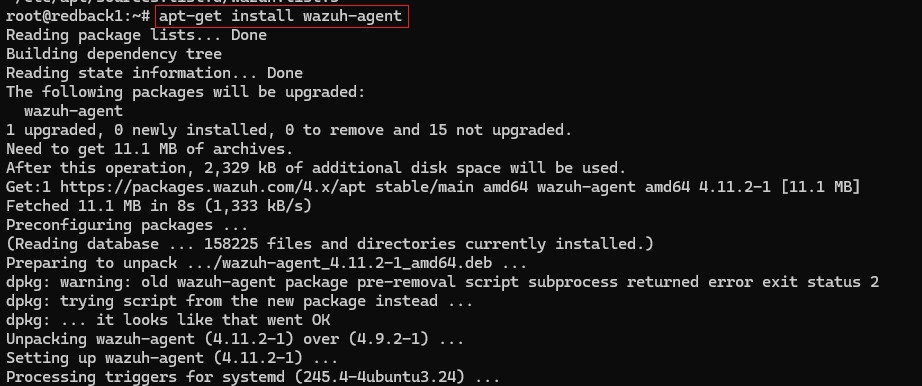 root@redback1:~# apt-get install wazuh-agent
Reading package lists... Done
Building dependency tree
Reading state information... Done
The following packages will be upgraded:
  wazuh-agent
1 upgraded, 0 newly installed, 0 to remove and 15 not upgraded.
Need to get 11.1 MB of archives.
After this operation, 2,329 kB of additional disk space will be used.
Get:1 https://packages.wazuh.com/4.x/apt stable/main amd64 wazuh-agent amd64 4.11.2-1 [11.1 MB]
Fetched 11.1 MB in 8s (1,333 kB/s)
Preconfiguring packages ...
(Reading database ... 158225 files and directories currently installed.)
Preparing to unpack .../wazuh-agent_4.11.2-1_amd64.deb ...
dpkg: warning: old wazuh-agent package pre-removal script subprocess returned error exit status 2
dpkg: trying script from the new package instead ...
dpkg: ... it looks like that went OK
Unpacking wazuh-agent (4.11.2-1) over (4.9.2-1) ...
Setting up wazuh-agent (4.11.2-1) ...
Processing triggers for systemd (245.4-4ubuntu3.24) ...